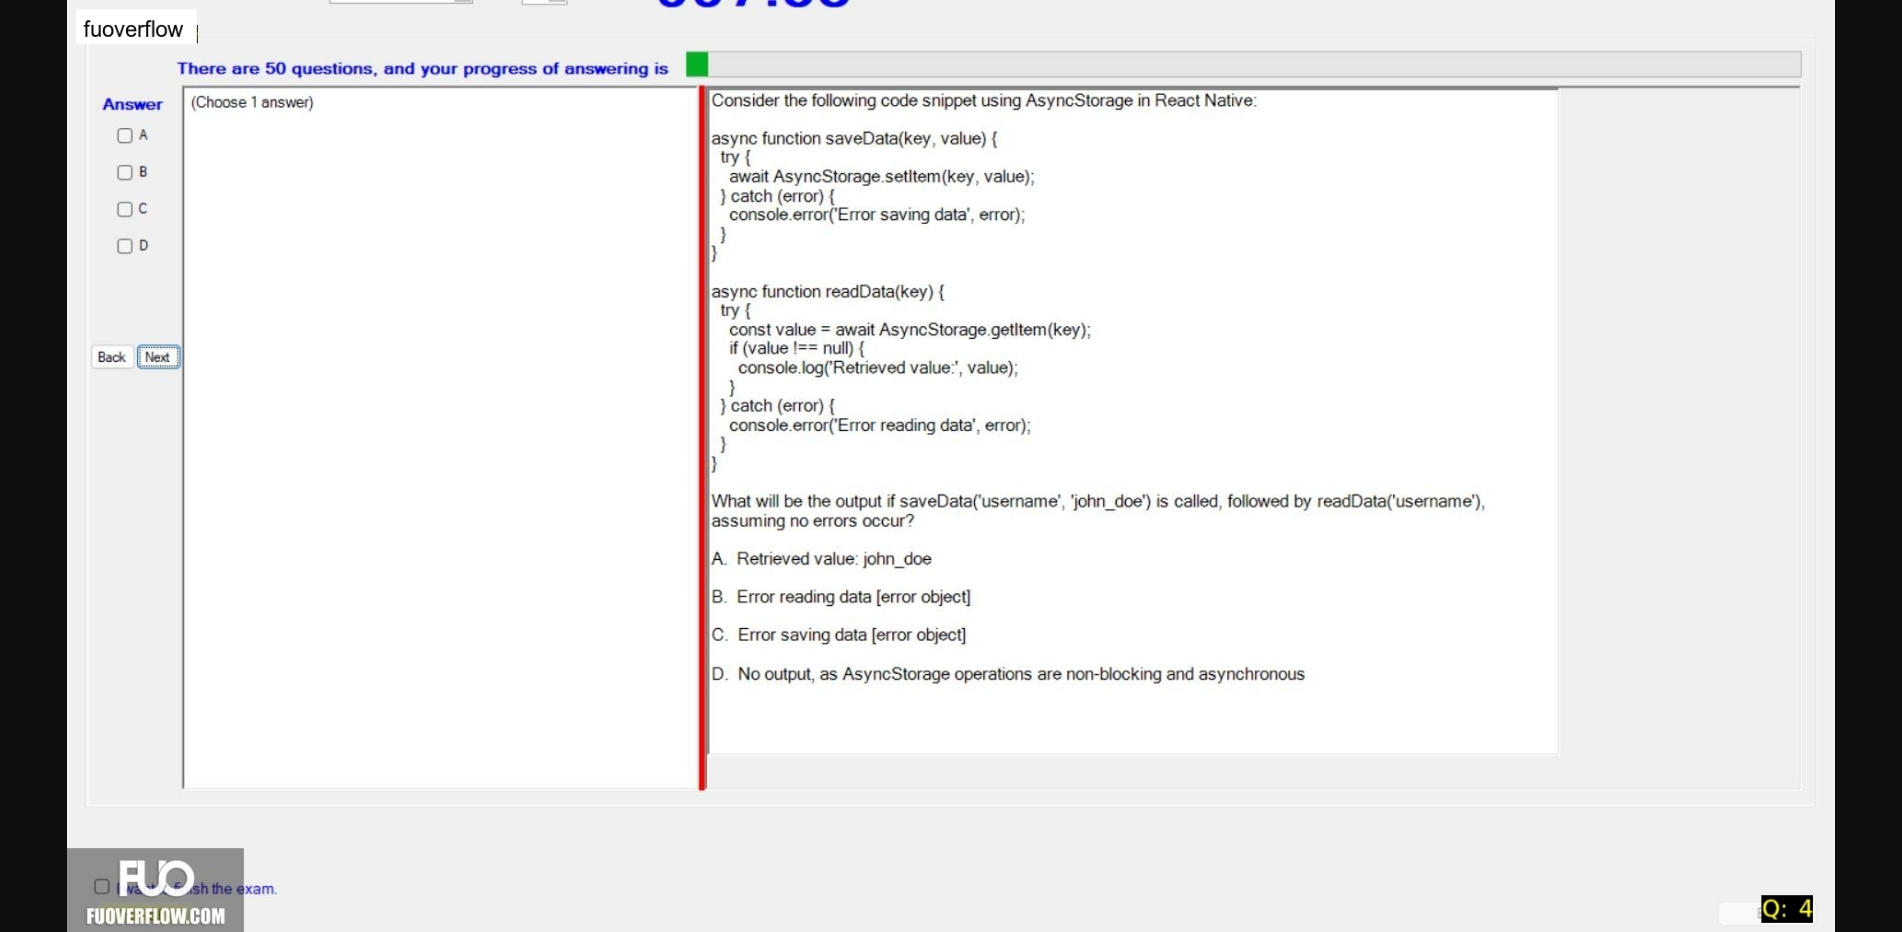 fuoverflow
There are 50 questions, and your progress of answering is
Answer
(Choose 1 answer)
A
B
C
D
Back Next
Consider the following code snippet using AsyncStorage in React Native:
async function saveData(key, value) {
try {
await AsyncStorage.setItem(key, value);
} catch (error) {
console.error('Error saving data', error);
}
}
async function readData(key) {
try {
const value = await AsyncStorage.getItem(key);
if (value !== null) {
console.log('Retrieved value:', value);
}
} catch (error) {
console.error('Error reading data', error);
}
}
What will be the output if saveData('username', 'john_doe') is called, followed by readData('username'),
assuming no errors occur?
A. Retrieved value: john_doe
B. Error reading data [error object]
C. Error saving data [error object]
D. No output, as AsyncStorage operations are non-blocking and asynchronous
FUO
sh the exam.
FUOVERFLOW.COM
Q: 4